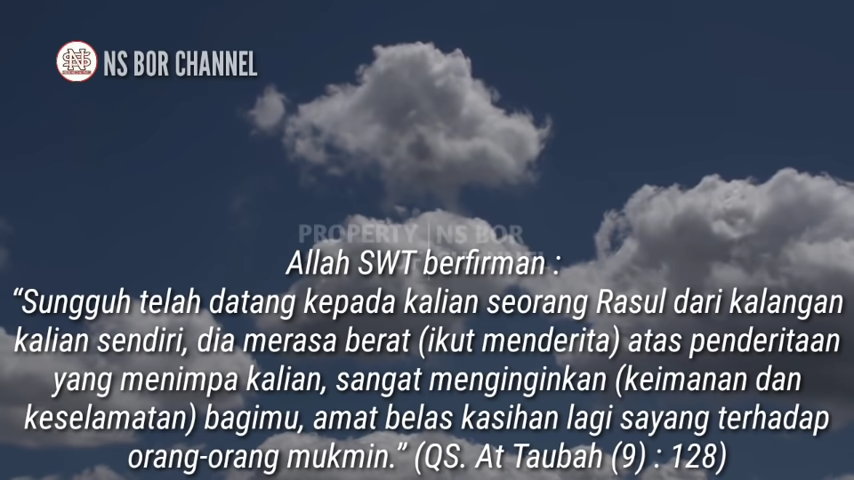 NS BOR CHANNEL
PROPERTY | NS BOR
Allah SWT berfirman :
“Sungguh telah datang kepada kalian seorang Rasul dari kalangan
kalian sendiri, dia merasa berat (ikut menderita) atas penderitaan
yang menimpa kalian, sangat menginginkan (keimanan dan
keselamatan) bagimu, amat belas kasihan lagi sayang terhadap
orang-orang mukmin.” (QS. At Taubah (9) : 128)